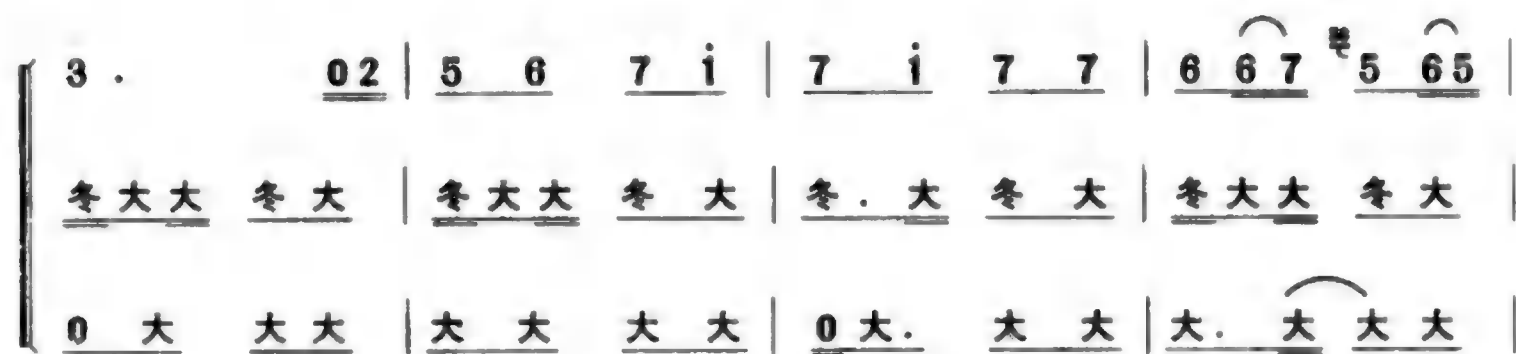 3 . 02 | 5 6 7 i | 7 i 7 7 | 6 6 7 5 65 |
冬大大 冬大 | 冬大大 冬 大 | 冬. 大 冬 大 | 冬大大 冬大 |
0 大 大大 | 大 大 大 大 | 0大. 大 大 | 大. 大 大大 |